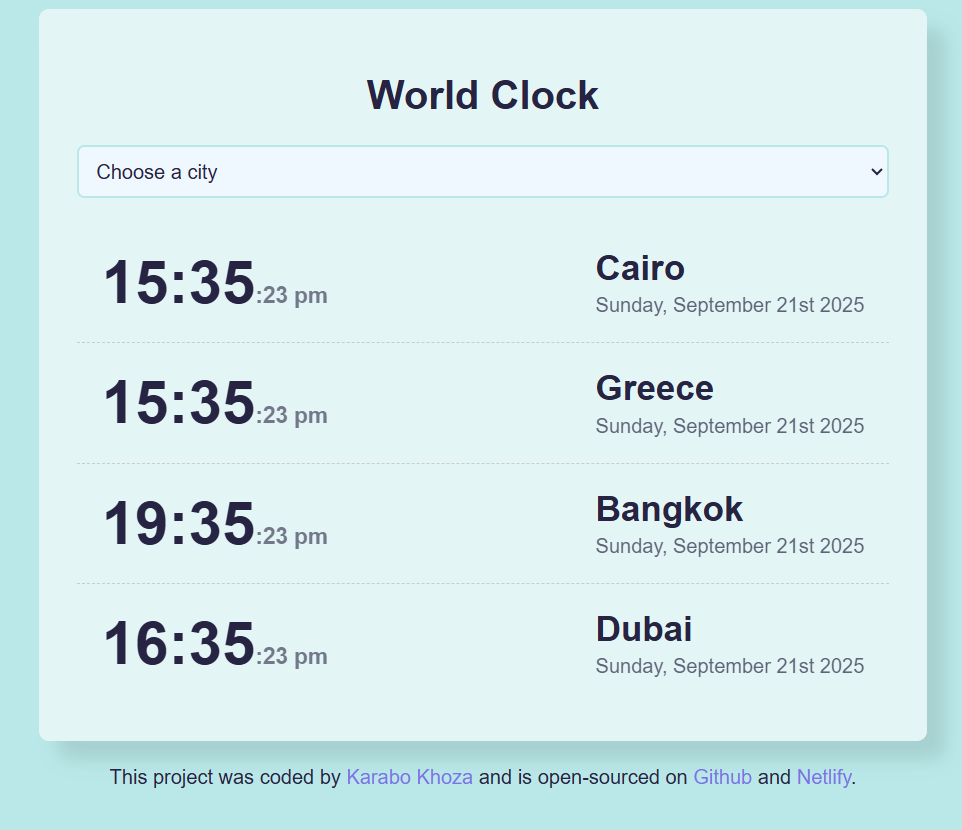 World Clock
Choose a city
15:35:23 pm
Cairo
Sunday, September 21st 2025
15:35:23 pm
Greece
Sunday, September 21st 2025
19:35:23 pm
Bangkok
Sunday, September 21st 2025
16:35:23 pm
Dubai
Sunday, September 21st 2025
This project was coded by Karabo Khoza and is open-sourced on Github and Netlify.